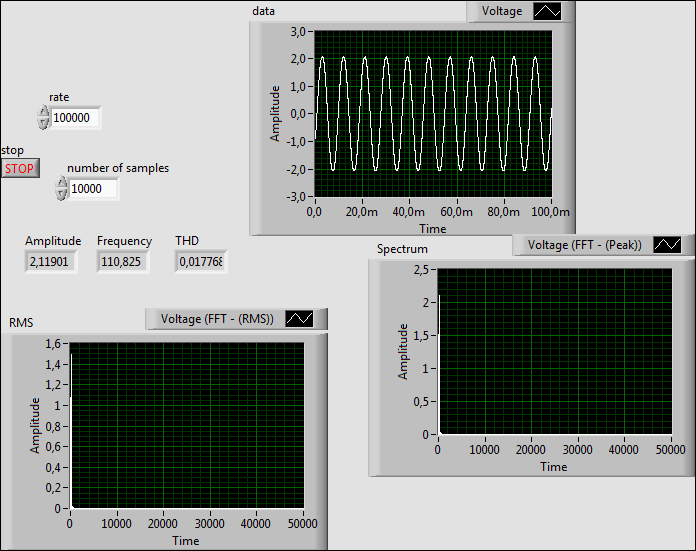 data
Voltage
3,0
2,0
1,0
0,0
-1,0
-2,0
-3,0
Amplitude
0,0 20,0m 40,0m 60,0m 80,0m 100,0m
Time
rate
100000
stop
STOP
number of samples
10000
Amplitude Frequency THD
2,11901 110,825 0,017768
Spectrum
Voltage (FFT - (Peak))
2,5
2
1,5
1
0,5
0
Amplitude
0 10000 20000 30000 40000 50000
Time
RMS
Voltage (FFT - (RMS))
1,6
1,4
1,2
1
0,8
0,6
0,4
0,2
0
Amplitude
0 10000 20000 30000 40000 50000
Time